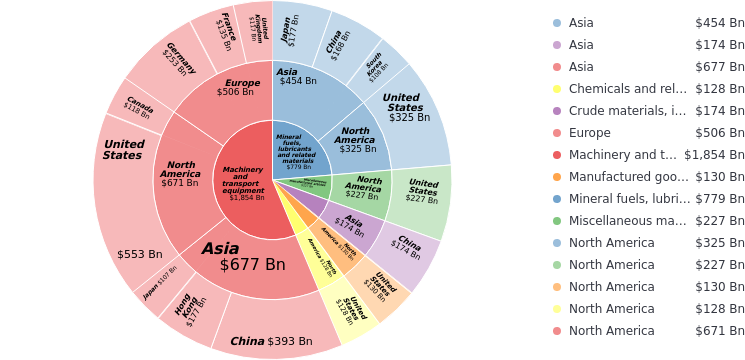 France
$135 Bn
United
Kingdom
$117 Bn
Japan
$177 Bn
China
$168 Bn
South
Korea
$108 Bn
Germany
$253 Bn
Europe
$506 Bn
Asia
$454 Bn
United
States
$325 Bn
Canada
$118 Bn
North
America
$325 Bn
Mineral
fuels,
lubricants
and related
materials
$779 Bn
United
States
$553 Bn
North
America
$671 Bn
Machinery
and
transport
equipment
$1,854 Bn
North
America
$227 Bn
United
States
$227 Bn
Asia
$174 Bn
China
$174 Bn
North
America
$130 Bn
United
States
$130 Bn
North
America
$128 Bn
United
States
$128 Bn
Asia
$677 Bn
Japan $107 Bn
Hong
Kong
$177 Bn
China $393 Bn
Asia $454 Bn
Asia $174 Bn
Asia $677 Bn
Chemicals and rel... $128 Bn
Crude materials, i... $174 Bn
Europe $506 Bn
Machinery and t... $1,854 Bn
Manufactured goo... $130 Bn
Mineral fuels, lubri... $779 Bn
Miscellaneous ma... $227 Bn
North America $325 Bn
North America $227 Bn
North America $130 Bn
North America $128 Bn
North America $671 Bn